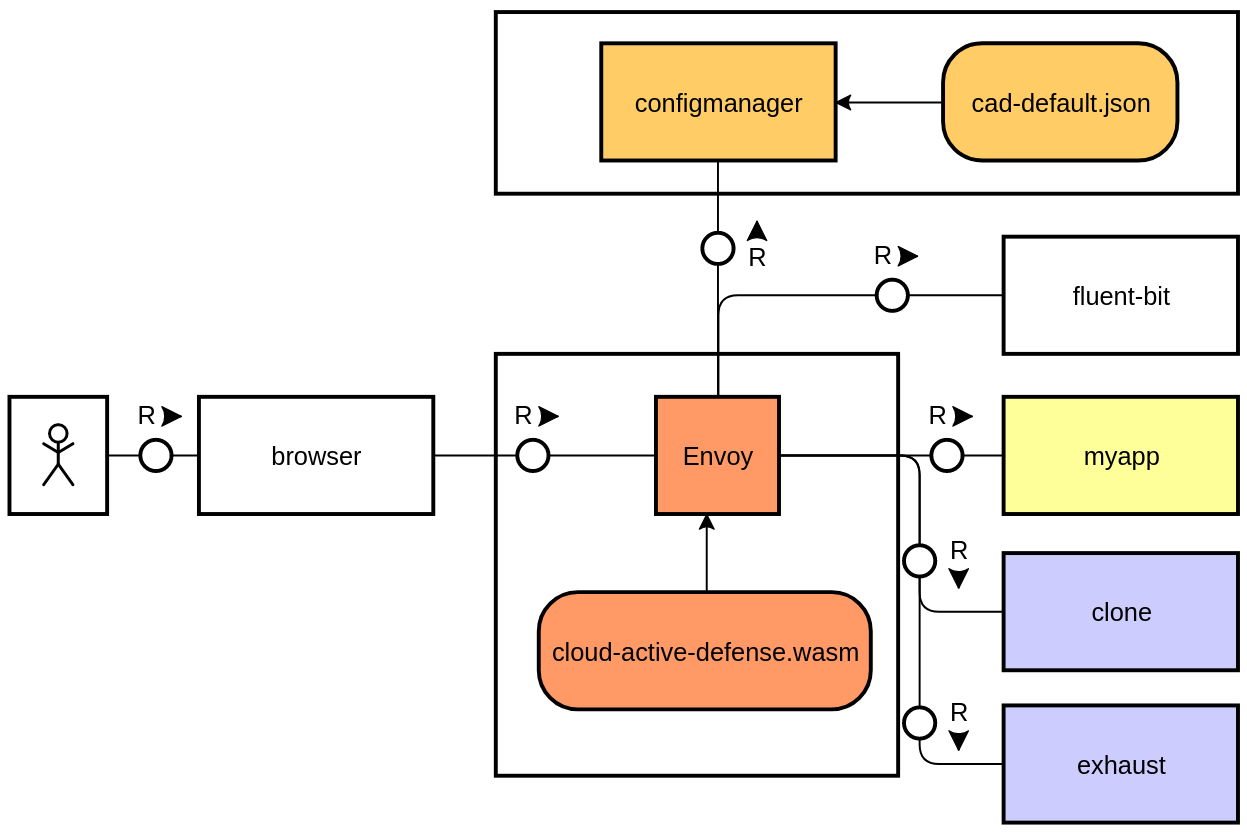 configmanager
cad-default.json
R
R
fluent-bit
R
R
R
browser
Envoy
myapp
R
clone
cloud-active-defense.wasm
R
exhaust